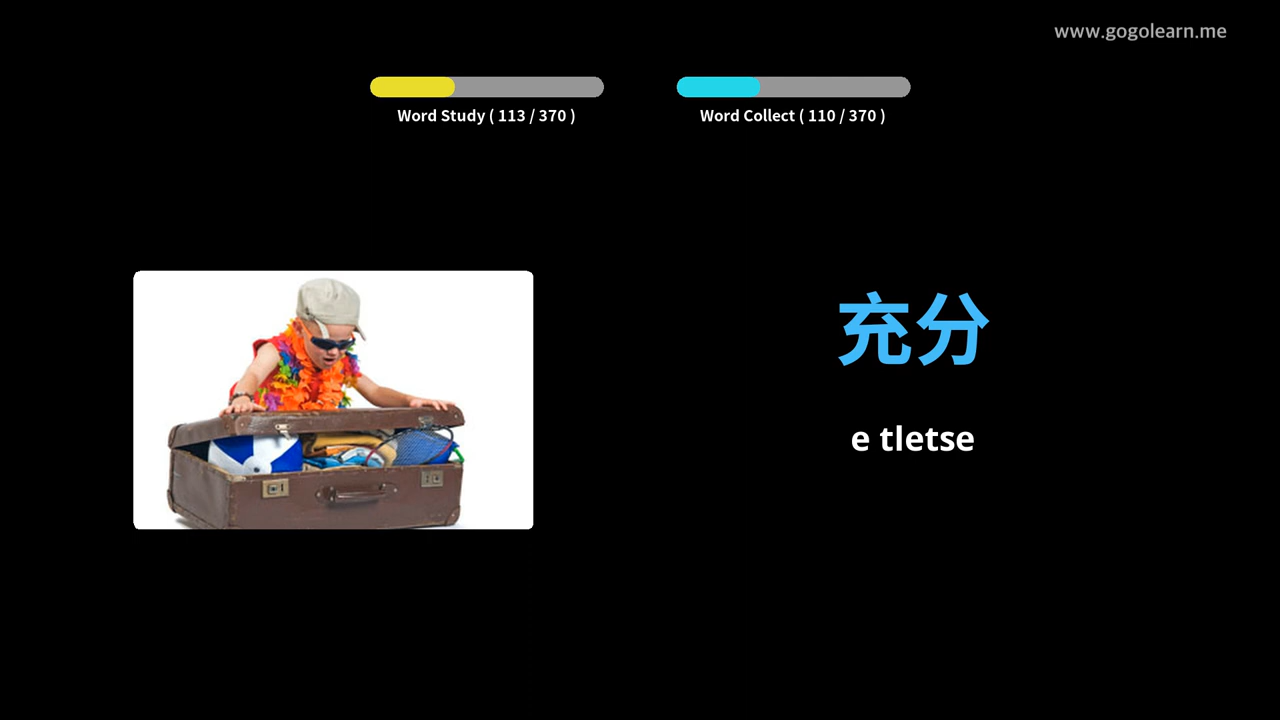 www.gogolearn.me
Word Study ( 113 / 370 )
Word Collect ( 110 / 370 )
充分
e tletse